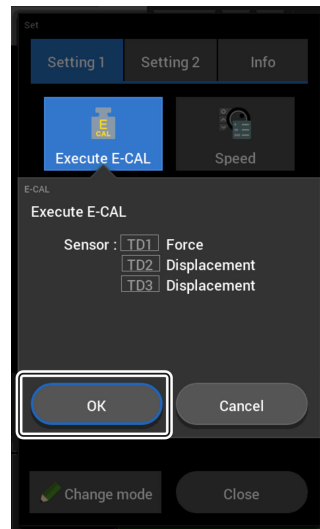 Set
Setting 1 Setting 2 Info
E
CAL
Execute E-CAL Speed
E-CAL
Execute E-CAL
Sensor : TD1 Force
TD2 Displacement
TD3 Displacement
OK Cancel
Change mode Close